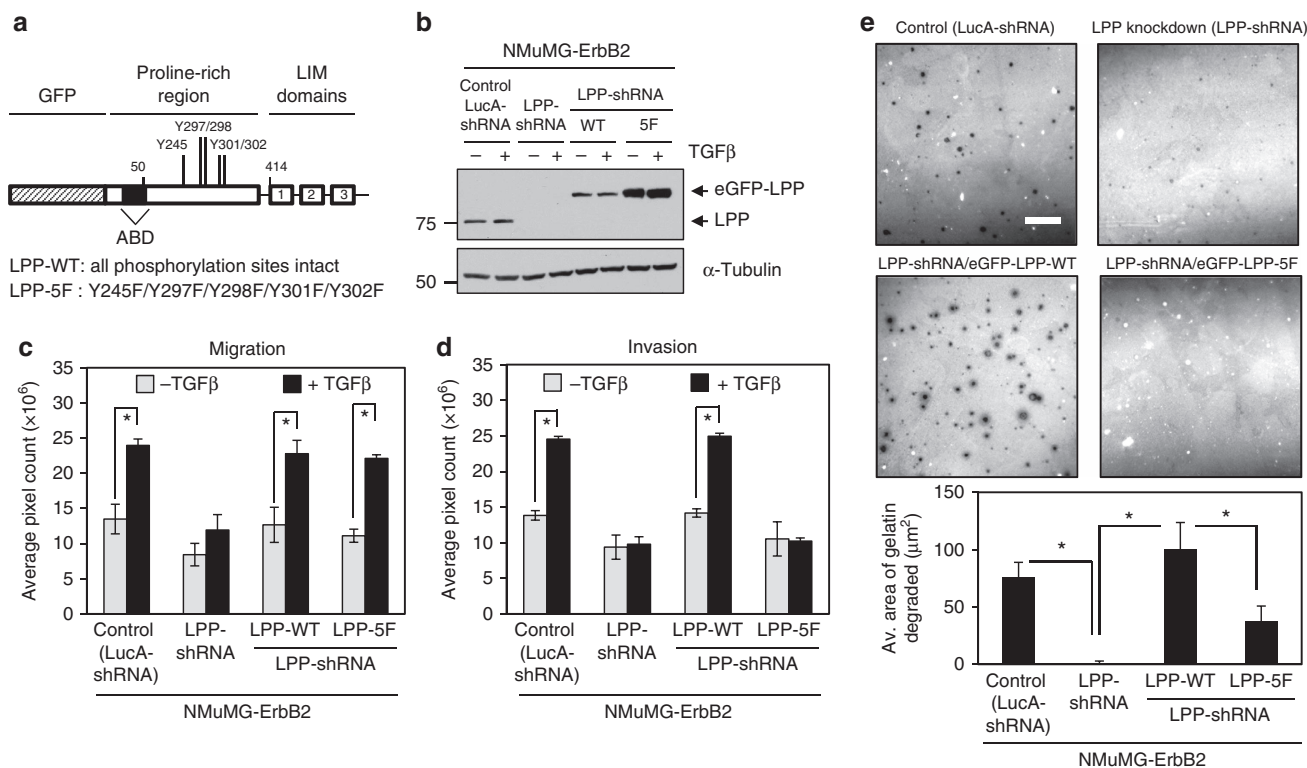 a
GFP
Proline-rich
region
LIM
domains
Y297/298
Y245
Y301/302
50
414
1 2 3
ABD
LPP-WT: all phosphorylation sites intact
LPP-5F : Y245F/Y297F/Y298F/Y301F/Y302F
b
NMuMG-ErbB2
Control
LucA-
shRNA
LPP-
shRNA
LPP-shRNA
WT 5F
– + – + – + – + TGFβ
eGFP-LPP
LPP
75
50
α-Tubulin
c
Migration
–TGFβ + TGFβ
Average pixel count (×10⁶)
35
30
25
20
15
10
5
0
* * *
Control
(LucA-
shRNA)
LPP-
shRNA
LPP-WT LPP-5F
LPP-shRNA
NMuMG-ErbB2
d
Invasion
–TGFβ + TGFβ
Average pixel count (×10⁶)
35
30
25
20
15
10
5
0
* *
Control
(LucA-
shRNA)
LPP-
shRNA
LPP-WT LPP-5F
LPP-shRNA
NMuMG-ErbB2
e
Control (LucA-shRNA) LPP knockdown (LPP-shRNA)
LPP-shRNA/eGFP-LPP-WT LPP-shRNA/eGFP-LPP-5F
Av. area of gelatin
degraded (μm²)
150
100
50
0
* * *
Control
(LucA-
shRNA)
LPP-
shRNA
LPP-WT LPP-5F
LPP-shRNA
NMuMG-ErbB2